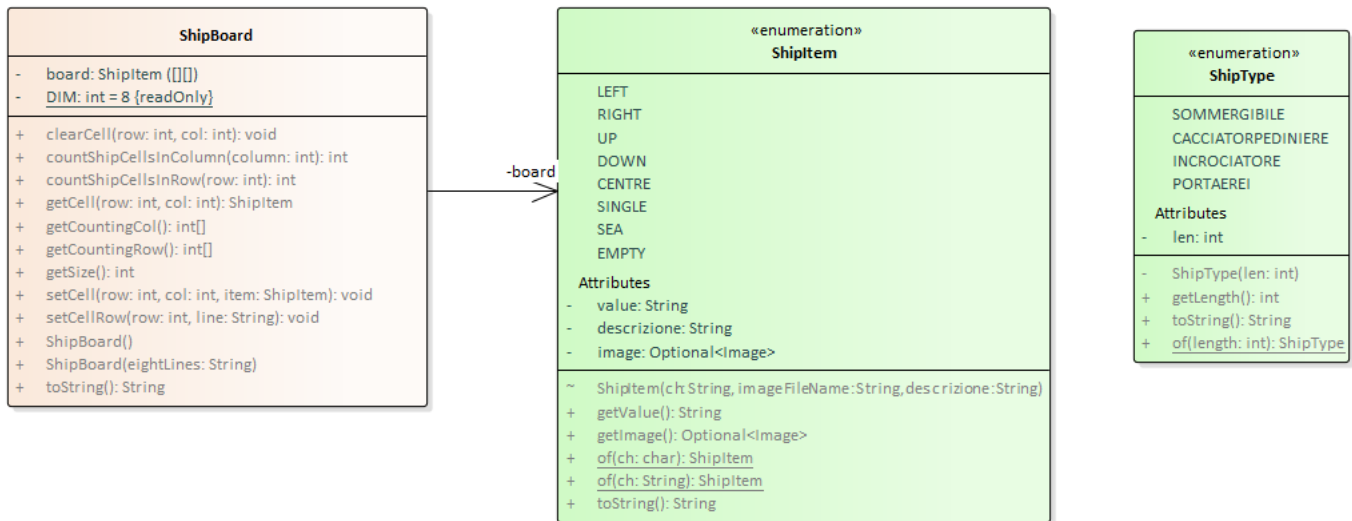 ShipBoard
- board: ShipItem ([][])
- DIM: int = 8 {readOnly}
+ clearCell(row: int, col: int): void
+ countShipCellsInColumn(column: int): int
+ countShipCellsInRow(row: int): int
+ getCell(row: int, col: int): ShipItem
+ getCountingCol(): int[]
+ getCountingRow(): int[]
+ getSize(): int
+ setCell(row: int, col: int, item: ShipItem): void
+ setCellRow(row: int, line: String): void
+ ShipBoard()
+ ShipBoard(eightLines: String)
+ toString(): String
-board
«enumeration»
ShipItem
LEFT
RIGHT
UP
DOWN
CENTRE
SINGLE
SEA
EMPTY
Attributes
- value: String
- descrizione: String
- image: Optional<Image>
~ ShipItem(ch: String, imageFileName:String,descrizione:String)
+ getValue(): String
+ getImage(): Optional<Image>
+ of(ch: char): ShipItem
+ of(ch: String): ShipItem
+ toString(): String
«enumeration»
ShipType
SOMMERGIBILE
CACCIATORPEDINIERE
INCROCIATORE
PORTAEREI
Attributes
- len: int
- ShipType(len: int)
+ getLength(): int
+ toString(): String
+ of(length: int): ShipType